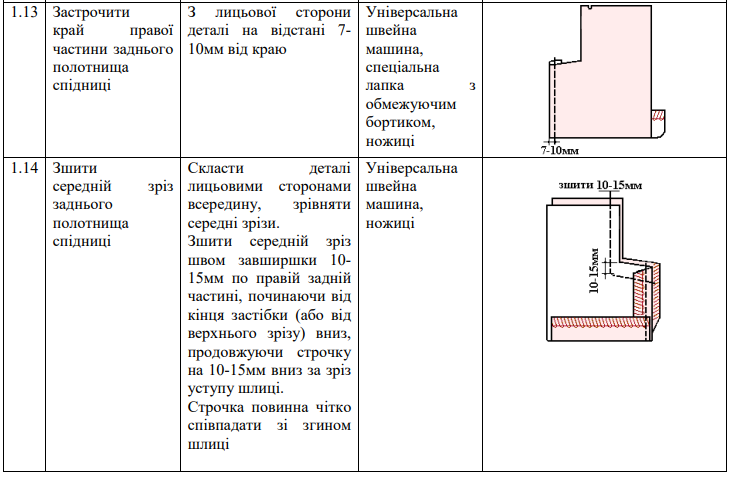 1.13
Застрочити
край правої
частини заднього
полотнища
спідниці
З лицьової сторони
деталі на відстані 7-
10мм від краю
Універсальна
швейна
машина,
спеціальна
лапка з
обмежуючим
бортиком,
ножиці
7-10мм
1.14
Зшити
середній зріз
заднього
полотнища
спідниці
Скласти деталі
лицьовими сторонами
всередину, зрівняти
середні зрізи.
Зшити середній зріз
швом завширшки 10-
15мм по правій задній
частині, починаючи від
кінця застібки (або від
верхнього зрізу) вниз,
продовжуючи строчку
на 10-15мм вниз за зріз
уступу шлиці.
Строчка повинна чітко
співпадати зі згином
шлиці
Універсальна
швейна
машина,
ножиці
зшити 10-15мм
10-15мм